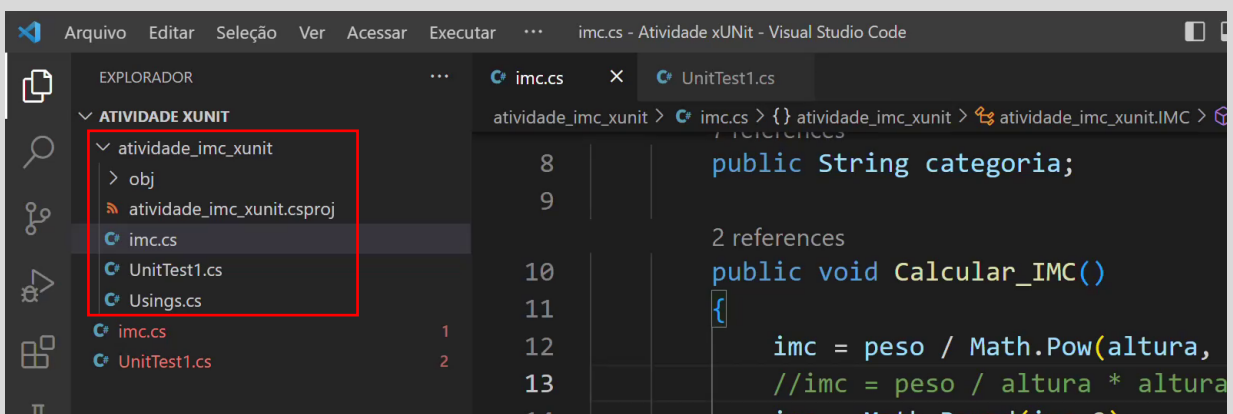 Arquivo Editar Seleção Ver Acessar Executar ··· imc.cs - Atividade xUNit - Visual Studio Code
EXPLORADOR ···
ATIVIDADE XUNIT
atividade_imc_xunit
obj
atividade_imc_xunit.csproj
imc.cs
UnitTest1.cs
Usings.cs
imc.cs 1
UnitTest1.cs 2
imc.cs × UnitTest1.cs
atividade_imc_xunit > imc.cs > {} atividade_imc_xunit > atividade_imc_xunit.IMC >
7 references
8 public String categoria;
9
2 references
10 public void Calcular_IMC()
11 {
12 imc = peso / Math.Pow(altura,
13 //imc = peso / altura * altura